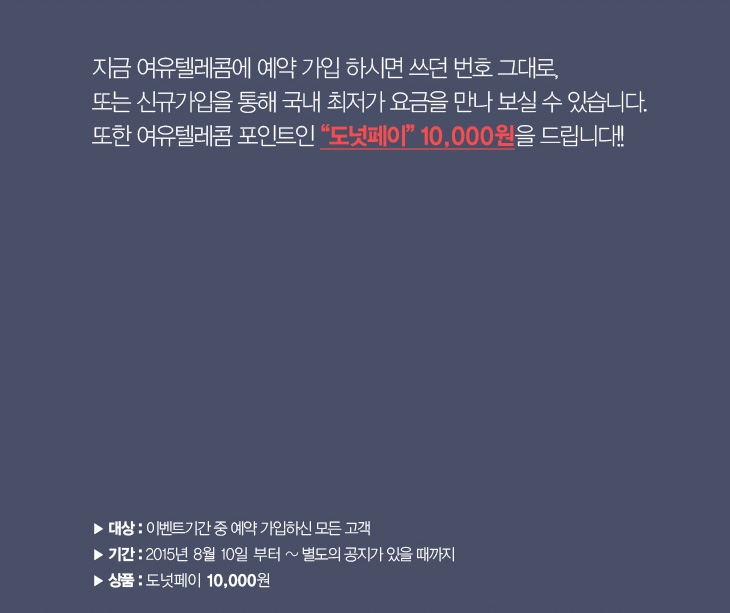 지금 여유텔레콤에 예약 가입 하시면 쓰던 번호 그대로,
또는 신규가입을 통해 국내 최저가 요금을 만나 보실 수 있습니다.
또한 여유텔레콤 포인트인 “도넛페이” 10,000원을 드립니다!!
▶ 대상 : 이벤트기간 중 예약 가입하신 모든 고객
▶ 기간 : 2015년 8월 10일 부터 ~ 별도의 공지가 있을 때까지
▶ 상품 : 도넛페이 10,000원